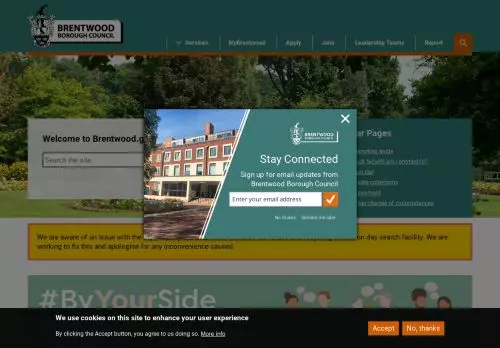 BRENTWOOD
BOROUGH COUNCIL
Services
MyBrentwood
Apply
Jobs
Leadership Teams
Report
Welcome to Brentwood.g
Search the site
ur Pages
BRENTWOOD
BOROUGH COUNCIL
Stay Connected
Sign up for email updates from
Brentwood Borough Council
Enter your email address
No thanks
Remind me later
We are aware of an issue with the
on day search facility. We are
working to fix this and apologise for any inconvenience caused.
#ByYourSide
We use cookies on this site to enhance your user experience
By clicking the Accept button, you agree to us doing so. More info
Accept
No, thanks